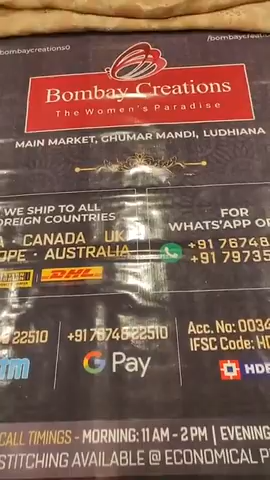 /bombaycreations0
Bombay Creations
The Women's Paradise
MAIN MARKET, GHUMAR MANDI, LUDHIANA
WE SHIP TO ALL
FOREIGN COUNTRIES
CANADA · UK
EUROPE · AUSTRALIA
DHL
FOR
WHATS'APP
+91 76748
+91 79735
22510
+91 76746 22510
G Pay
Acc. No: 0034
IFSC Code: HD
HDF
CALL TIMINGS - MORNING: 11 AM - 2 PM | EVENING
STITCHING AVAILABLE @ ECONOMICAL